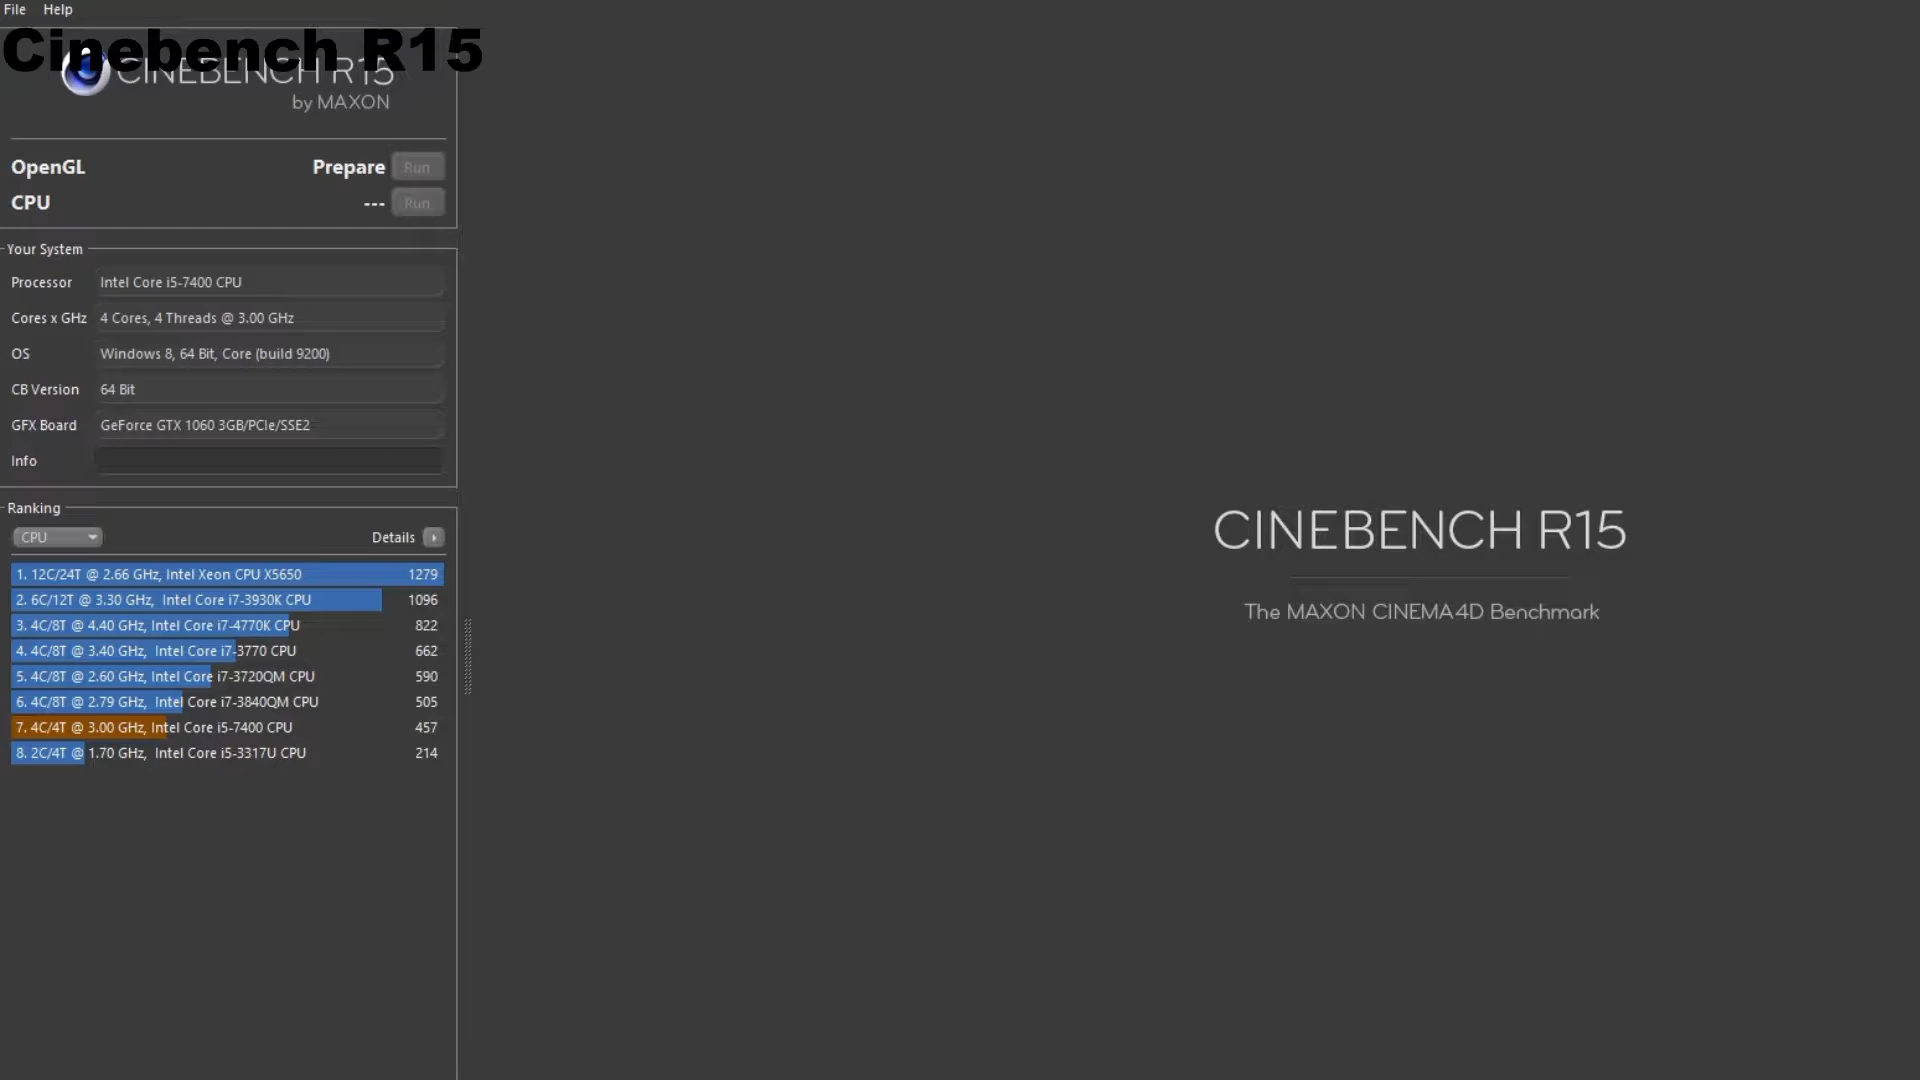 File Help
Cinebench R15
CINEBENCH R15
by MAXON
OpenGL Prepare Run
CPU --- Run
Your System
Processor Intel Core i5-7400 CPU
Cores x GHz 4 Cores, 4 Threads @ 3.00 GHz
OS Windows 8, 64 Bit, Core (build 9200)
CB Version 64 Bit
GFX Board GeForce GTX 1060 3GB/PCIe/SSE2
Info
Ranking
CPU Details
1. 12C/24T @ 2.66 GHz, Intel Xeon CPU X5650 1279
2. 6C/12T @ 3.30 GHz, Intel Core i7-3930K CPU 1096
3. 4C/8T @ 4.40 GHz, Intel Core i7-4770K CPU 822
4. 4C/8T @ 3.40 GHz, Intel Core i7-3770 CPU 662
5. 4C/8T @ 2.60 GHz, Intel Core i7-3720QM CPU 590
6. 4C/8T @ 2.79 GHz, Intel Core i7-3840QM CPU 505
7. 4C/4T @ 3.00 GHz, Intel Core i5-7400 CPU 457
8. 2C/4T @ 1.70 GHz, Intel Core i5-3317U CPU 214
CINEBENCH R15
The MAXON CINEMA4D Benchmark